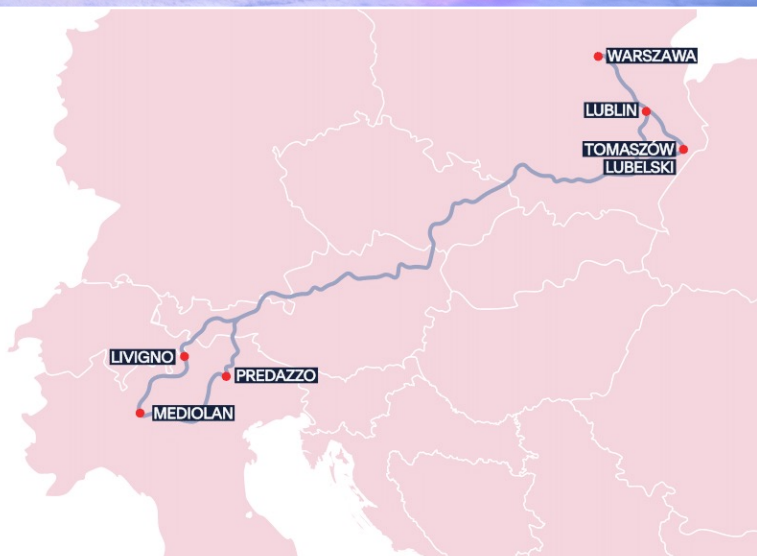 WARSZAWA
LUBLIN
TOMASZÓW
LUBELSKI
LIVIGNO
PREDAZZO
MEDIOLAN